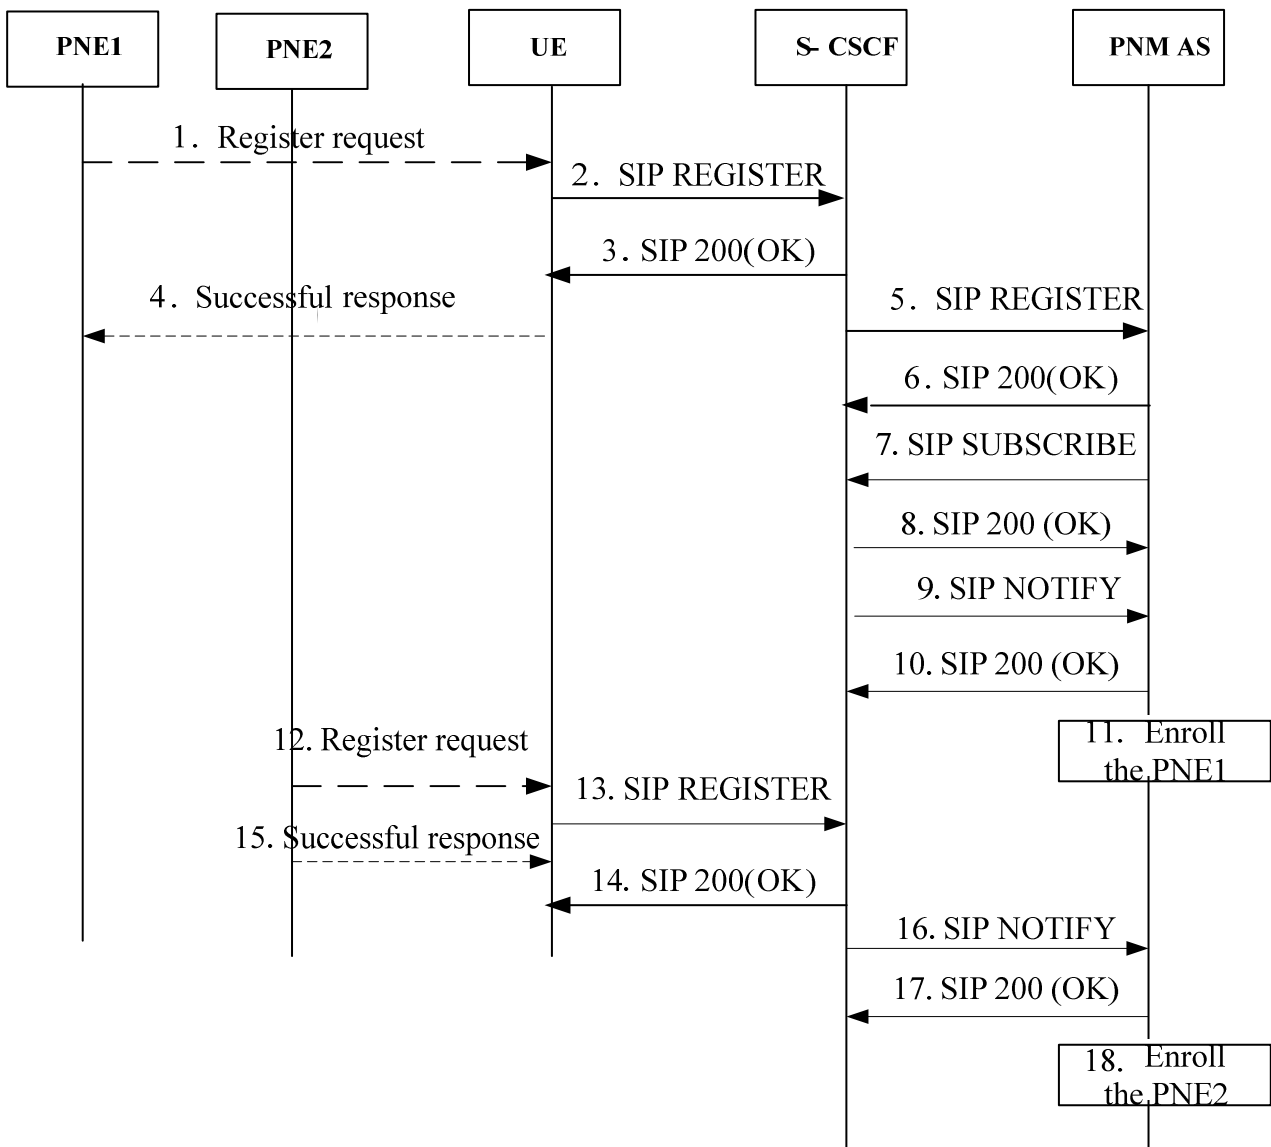 PNE1
PNE2
UE
S- CSCF
PNM AS
1. Register request
2. SIP REGISTER
3. SIP 200(OK)
4. Successful response
5. SIP REGISTER
6. SIP 200(OK)
7. SIP SUBSCRIBE
8. SIP 200 (OK)
9. SIP NOTIFY
10. SIP 200 (OK)
11. Enroll
the PNE1
12. Register request
13. SIP REGISTER
15. Successful response
14. SIP 200(OK)
16. SIP NOTIFY
17. SIP 200 (OK)
18. Enroll
the PNE2